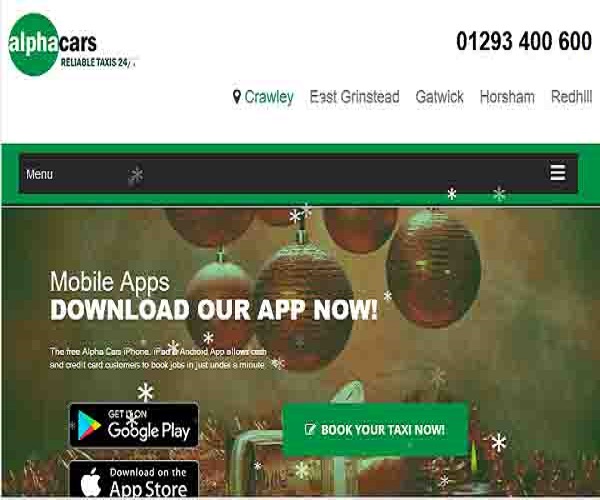 alphacars
RELIABLE TAXIS 24/7
01293 400 600
Crawley East Grinstead Gatwick Horsham Redhill
Menu
Mobile Apps
DOWNLOAD OUR APP NOW!
The free Alpha Cars iPhone, iPad & Android App allows cash
and credit card customers to book jobs in just under a minute.
GET IT ON
Google Play
BOOK YOUR TAXI NOW!
Download on the
App Store